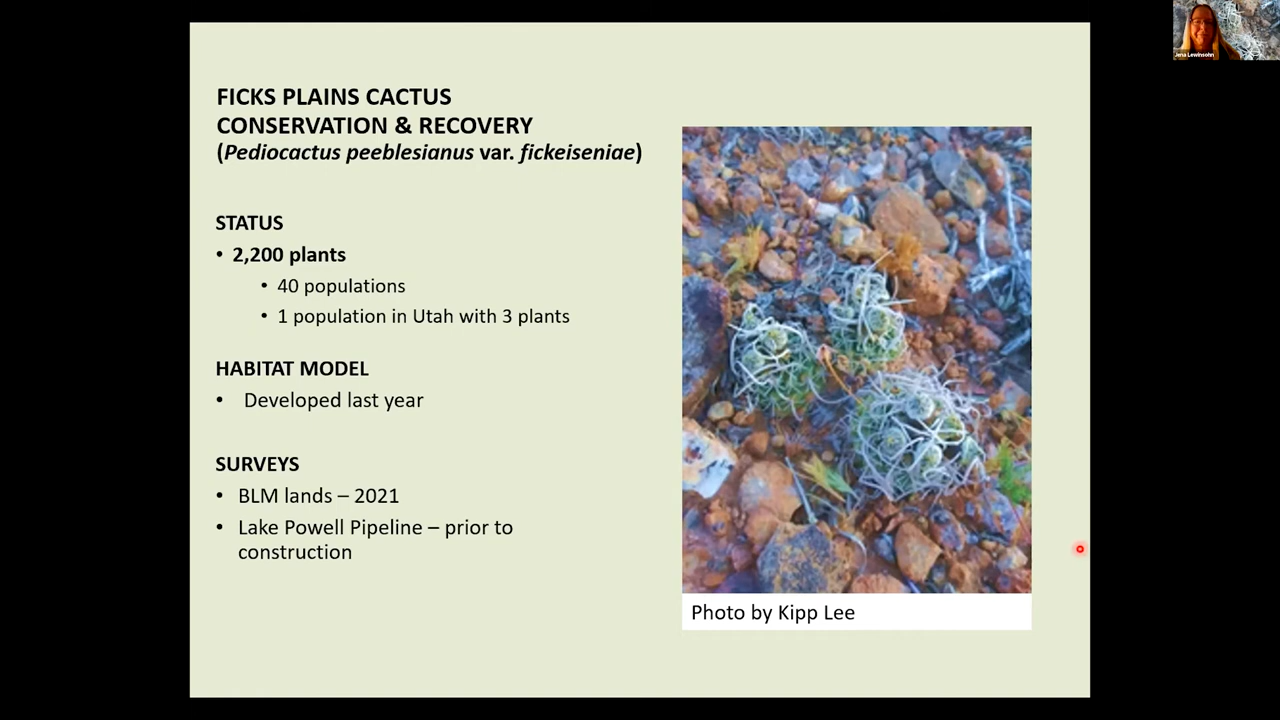 FICKS PLAINS CACTUS
CONSERVATION & RECOVERY
(Pediocactus peeblesianus var. fickeiseniae)
STATUS
• 2,200 plants
• 40 populations
• 1 population in Utah with 3 plants
HABITAT MODEL
• Developed last year
SURVEYS
• BLM lands – 2021
• Lake Powell Pipeline – prior to
construction
Photo by Kipp Lee
Jena Lewinsohn